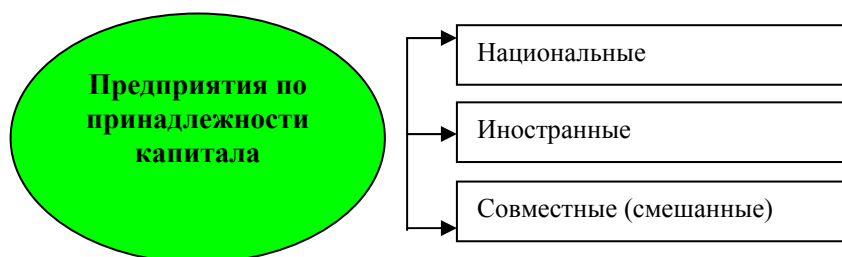 Предприятия по
принадлежности
капитала
Национальные
Иностранные
Совместные (смешанные)